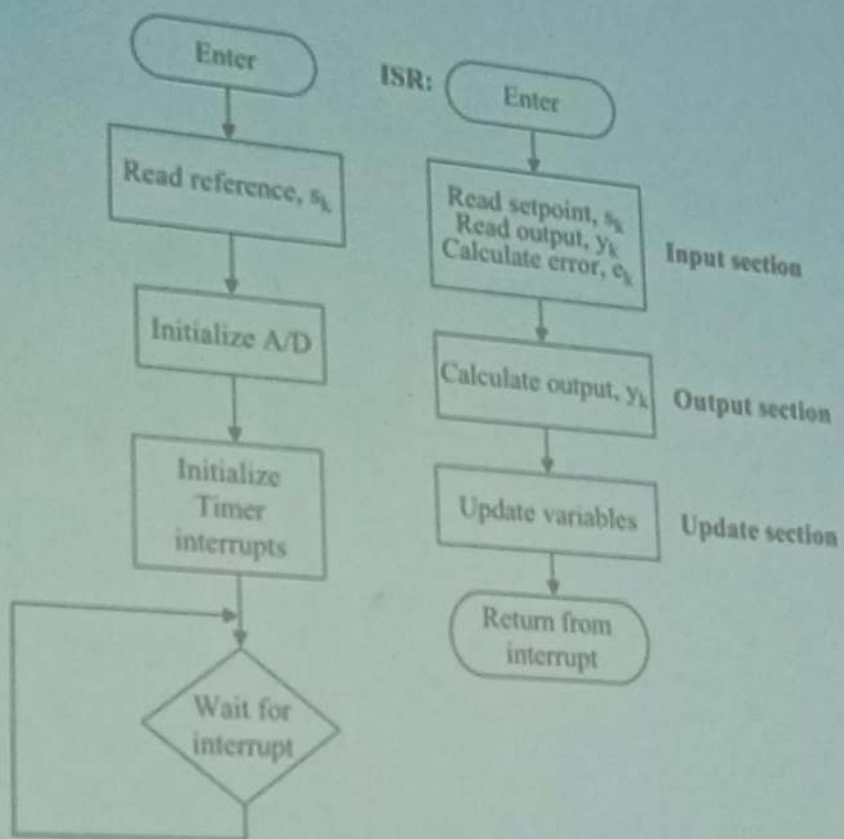 Enter
Read reference, sₖ
Initialize A/D
Initialize
Timer
interrupts
Wait for
interrupt
ISR:
Enter
Read setpoint, sₖ
Read output, yₖ
Calculate error, eₖ
Input section
Calculate output, yₖ
Output section
Update variables
Update section
Return from
interrupt